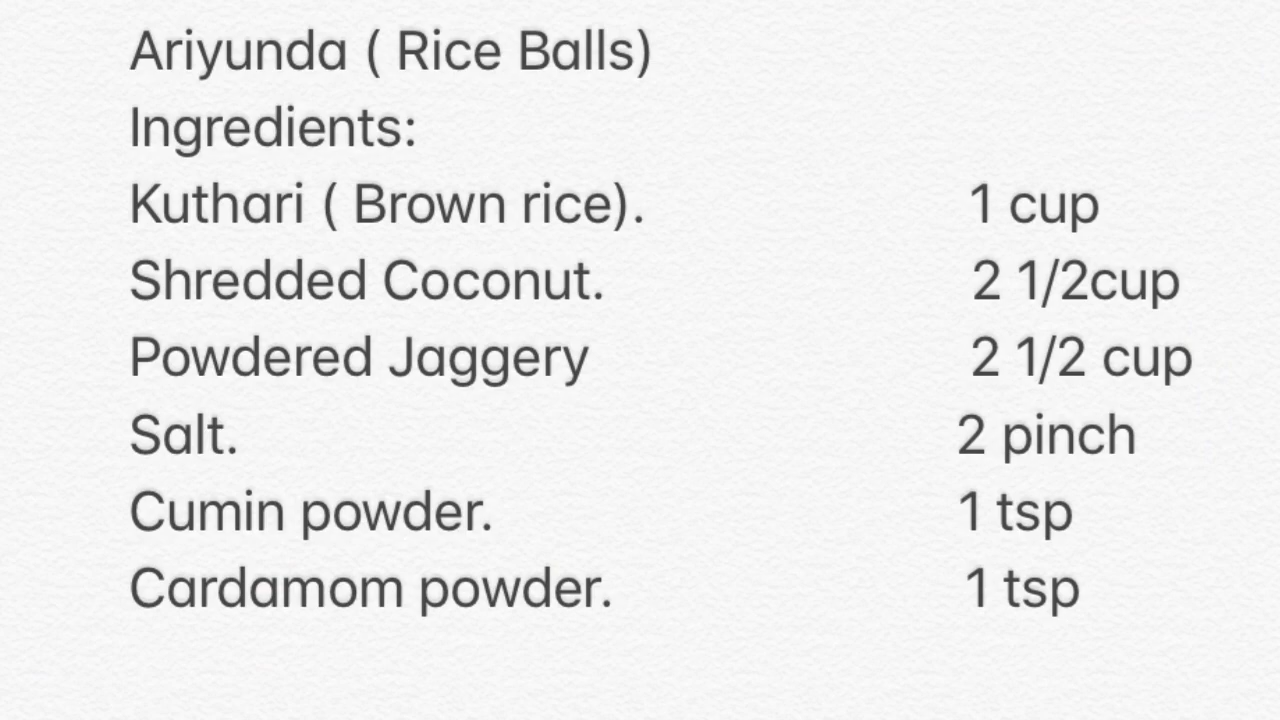 Ariyunda ( Rice Balls)
Ingredients:
Kuthari ( Brown rice). 1 cup
Shredded Coconut. 2 1/2cup
Powdered Jaggery 2 1/2 cup
Salt. 2 pinch
Cumin powder. 1 tsp
Cardamom powder. 1 tsp